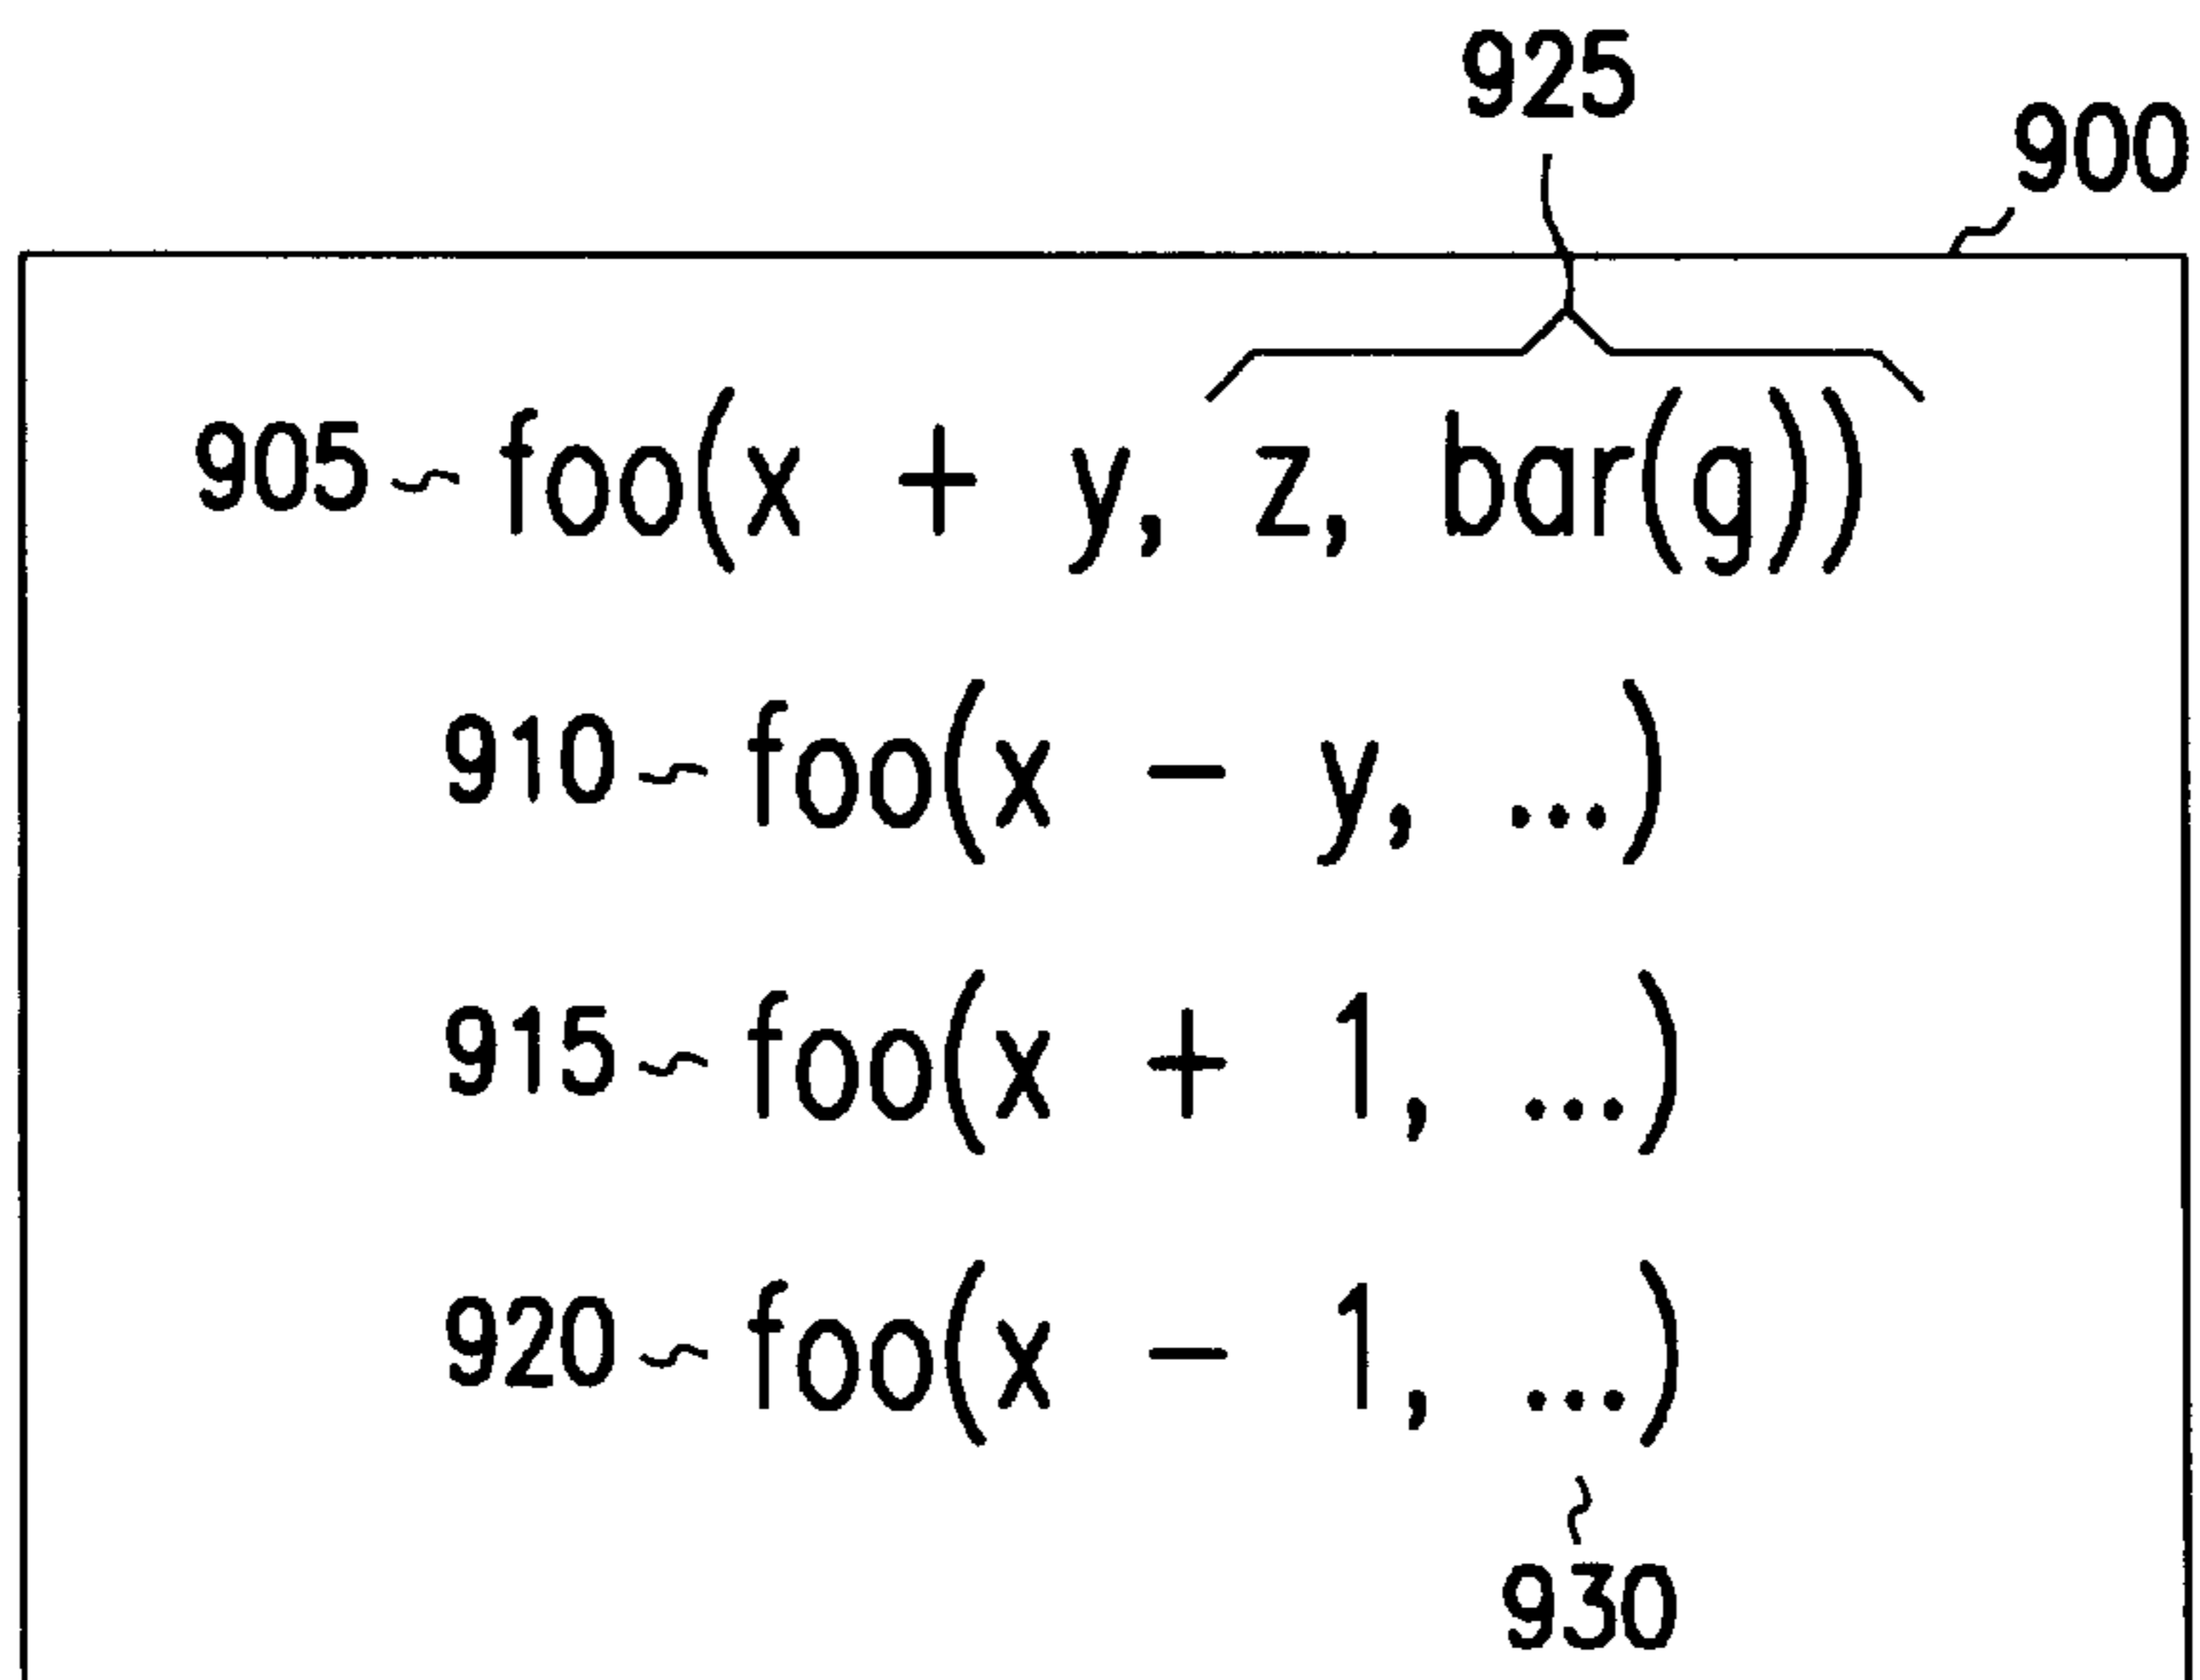 925
900
905 ~ foo(x + y, z, bar(g))
910 ~ foo(x - y, ...)
915 ~ foo(x + 1, ...)
920 ~ foo(x - 1, ...)
930